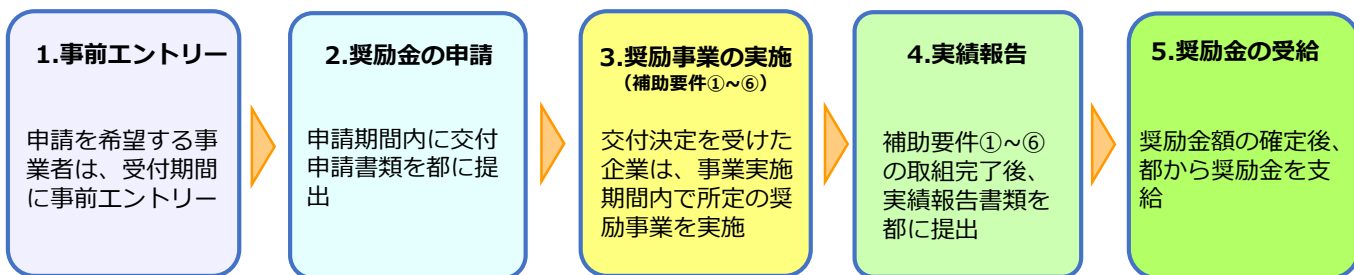 1.事前エントリー
申請を希望する事
業者は、受付期間
に事前エントリー
2.奨励金の申請
申請期間内に交付
申請書類を都に提
出
3.奨励事業の実施
（補助要件①~⑥）
交付決定を受けた
企業は、事業実施
期間内で所定の奨
励事業を実施
4.実績報告
補助要件①~⑥
の取組完了後、
実績報告書類を
都に提出
5.奨励金の受給
奨励金額の確定後、
都から奨励金を支
給